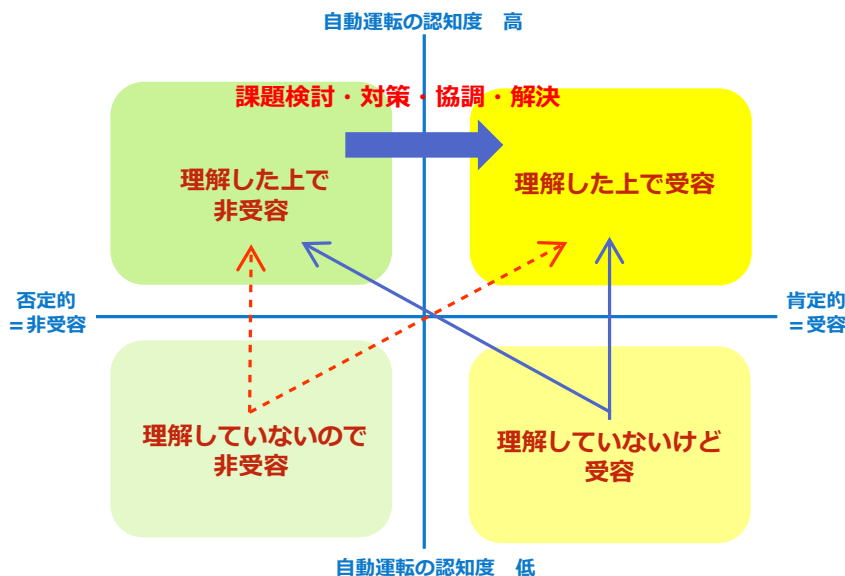 自動運転の認知度　高
課題検討・対策・協調・解決
理解した上で
非受容
理解した上で受容
否定的
＝非受容
肯定的
＝受容
理解していないので
非受容
理解していないけど
受容
自動運転の認知度　低